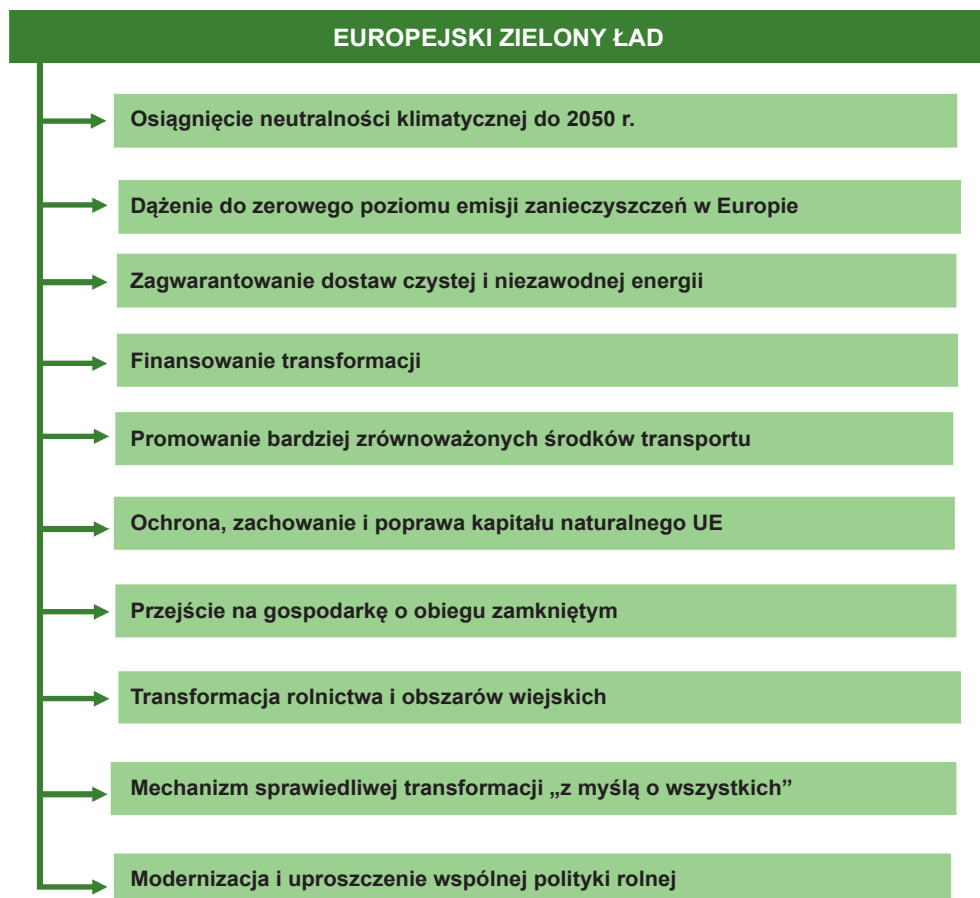 EUROPEJSKI ZIELONY ŁAD
Osiągnięcie neutralności klimatycznej do 2050 r.
Dążenie do zerowego poziomu emisji zanieczyszczeń w Europie
Zagwarantowanie dostaw czystej i niezawodnej energii
Finansowanie transformacji
Promowanie bardziej zrównoważonych środków transportu
Ochrona, zachowanie i poprawa kapitału naturalnego UE
Przejście na gospodarkę o obiegu zamkniętym
Transformacja rolnictwa i obszarów wiejskich
Mechanizm sprawiedliwej transformacji „z myślą o wszystkich”
Modernizacja i uproszczenie wspólnej polityki rolnej